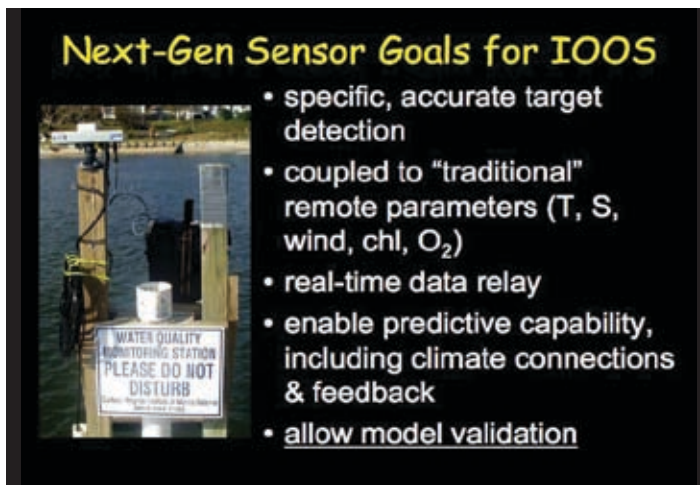 Next-Gen Sensor Goals for IOOS
• specific, accurate target
detection
• coupled to “traditional”
remote parameters (T, S,
wind, chl, O₂)
• real-time data relay
• enable predictive capability,
including climate connections
& feedback
• allow model validation
WATER QUALITY
MONITORING STATION
PLEASE DO NOT
DISTURB